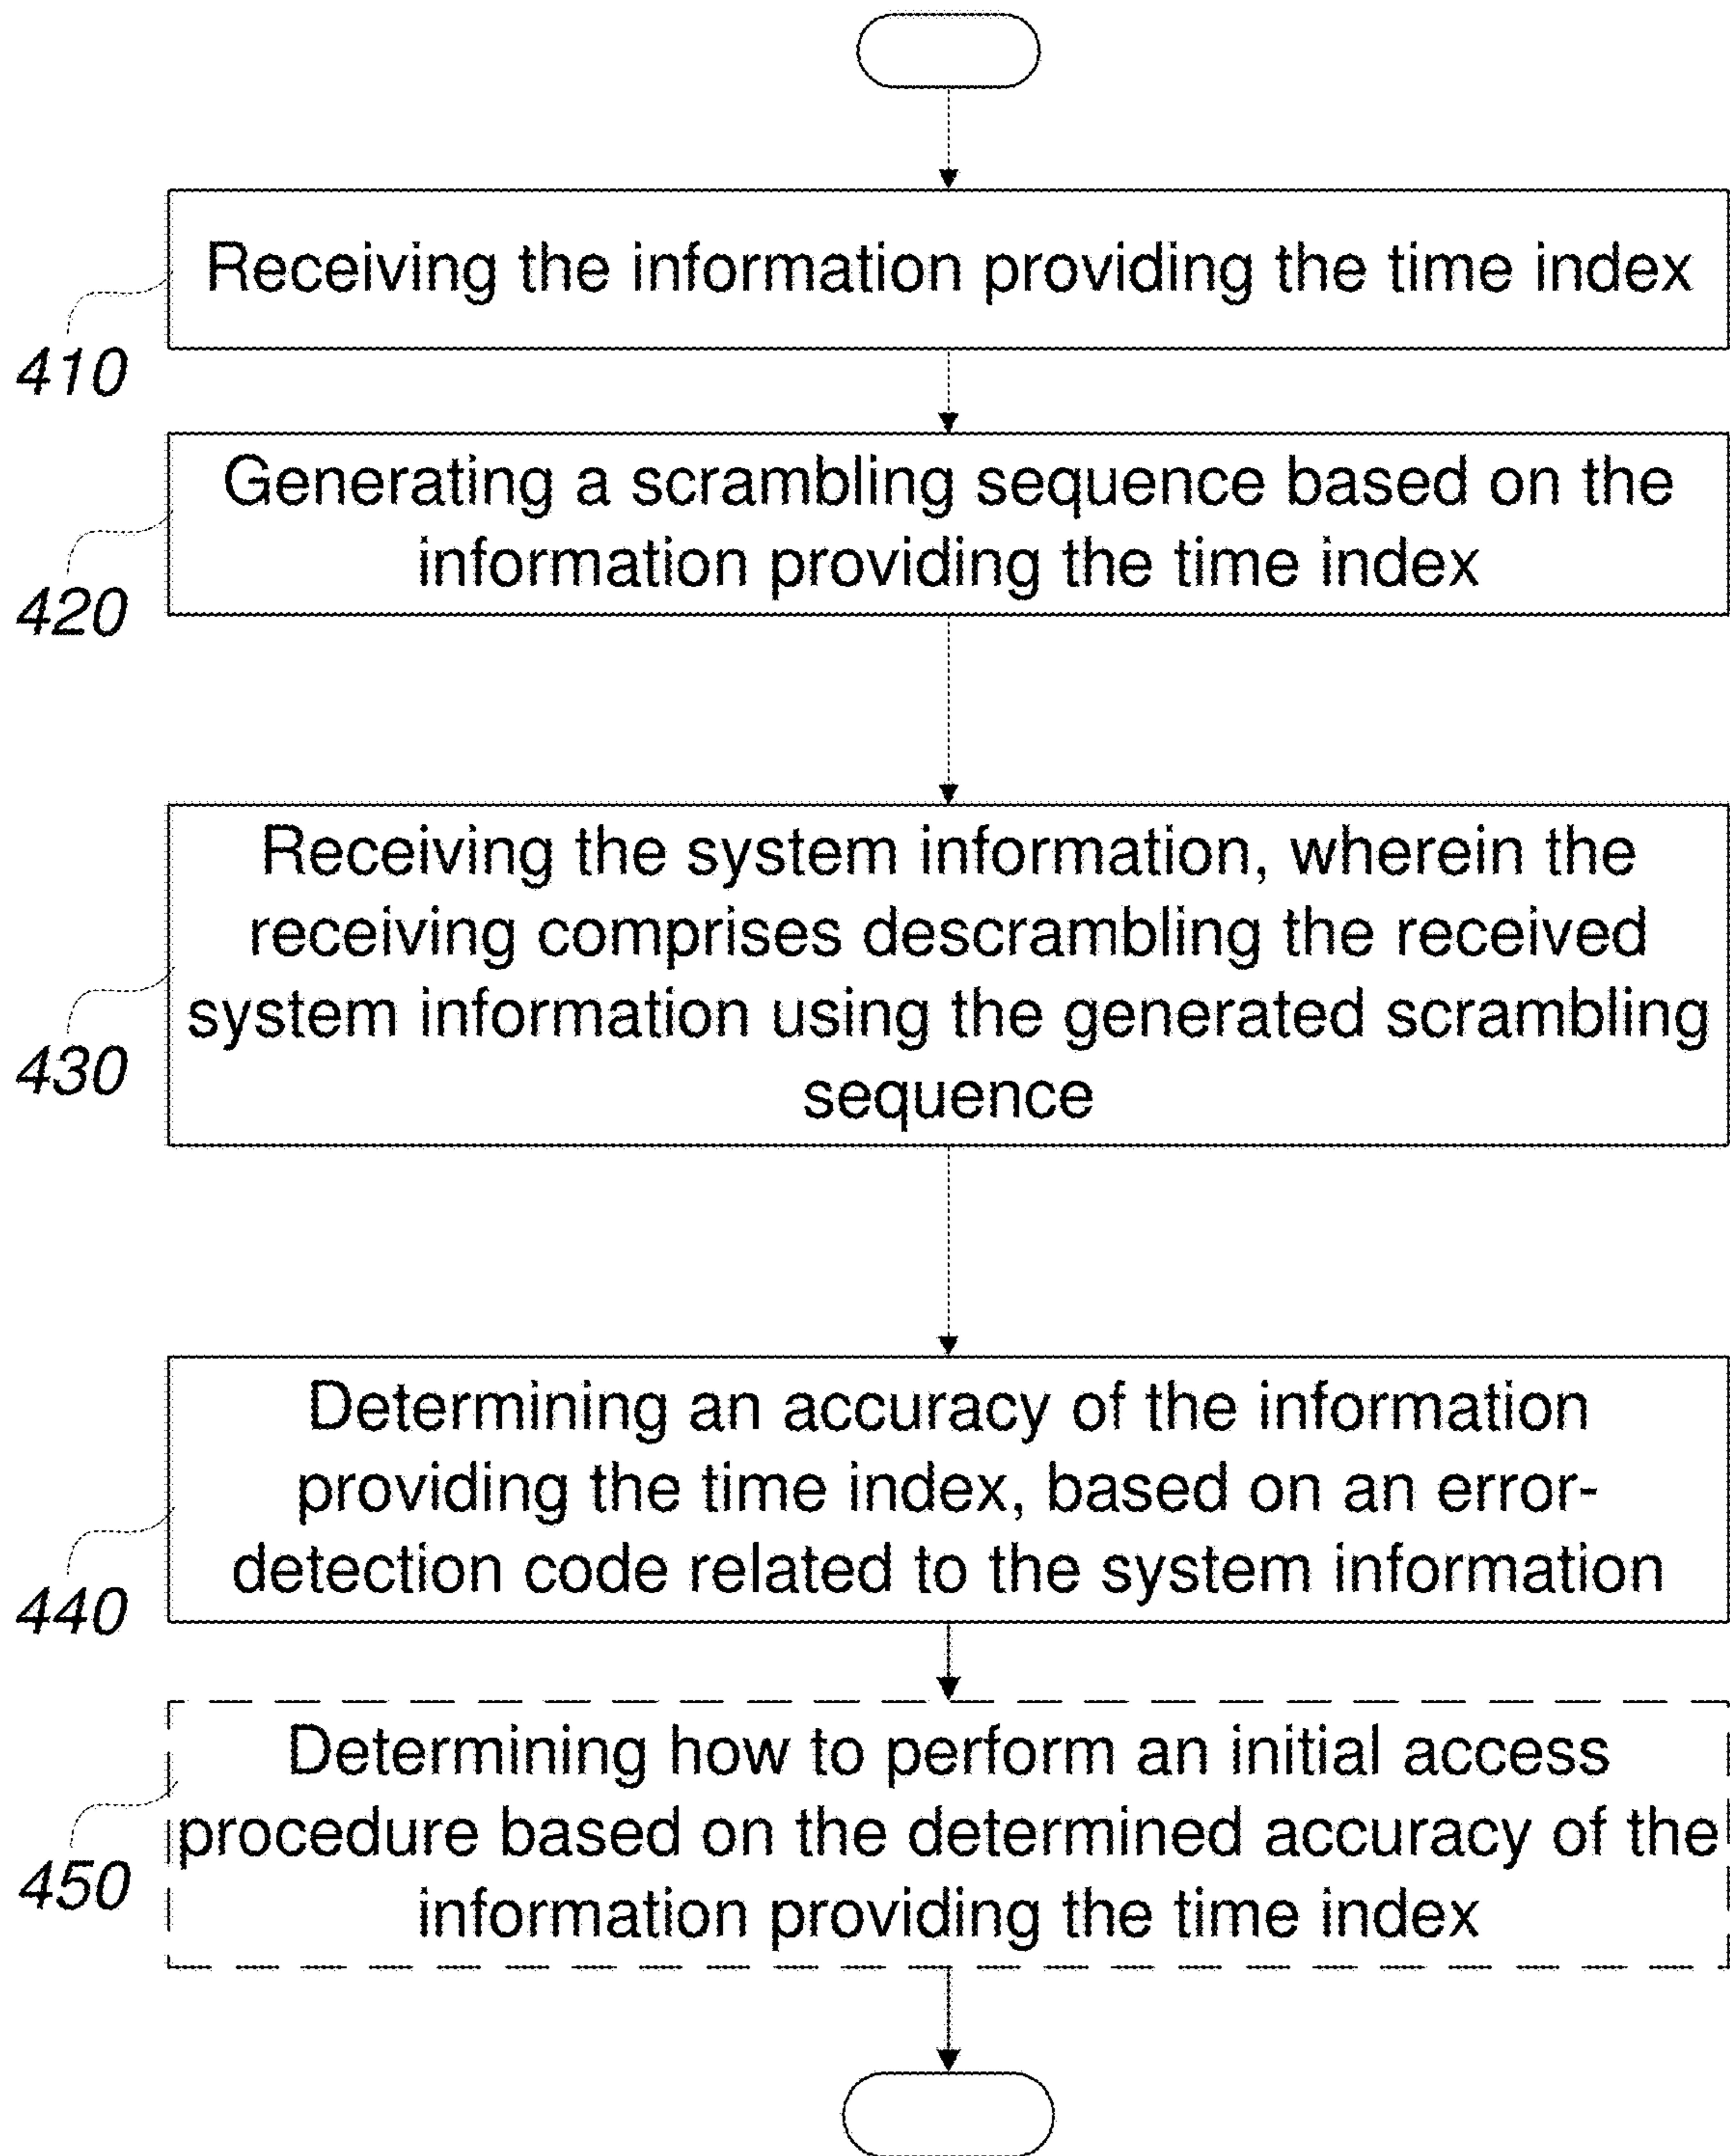 Receiving the information providing the time index
410
Generating a scrambling sequence based on the
information providing the time index
420
Receiving the system information, wherein the
receiving comprises descrambling the received
system information using the generated scrambling
sequence
430
Determining an accuracy of the information
providing the time index, based on an error-
detection code related to the system information
440
Determining how to perform an initial access
procedure based on the determined accuracy of the
information providing the time index
450